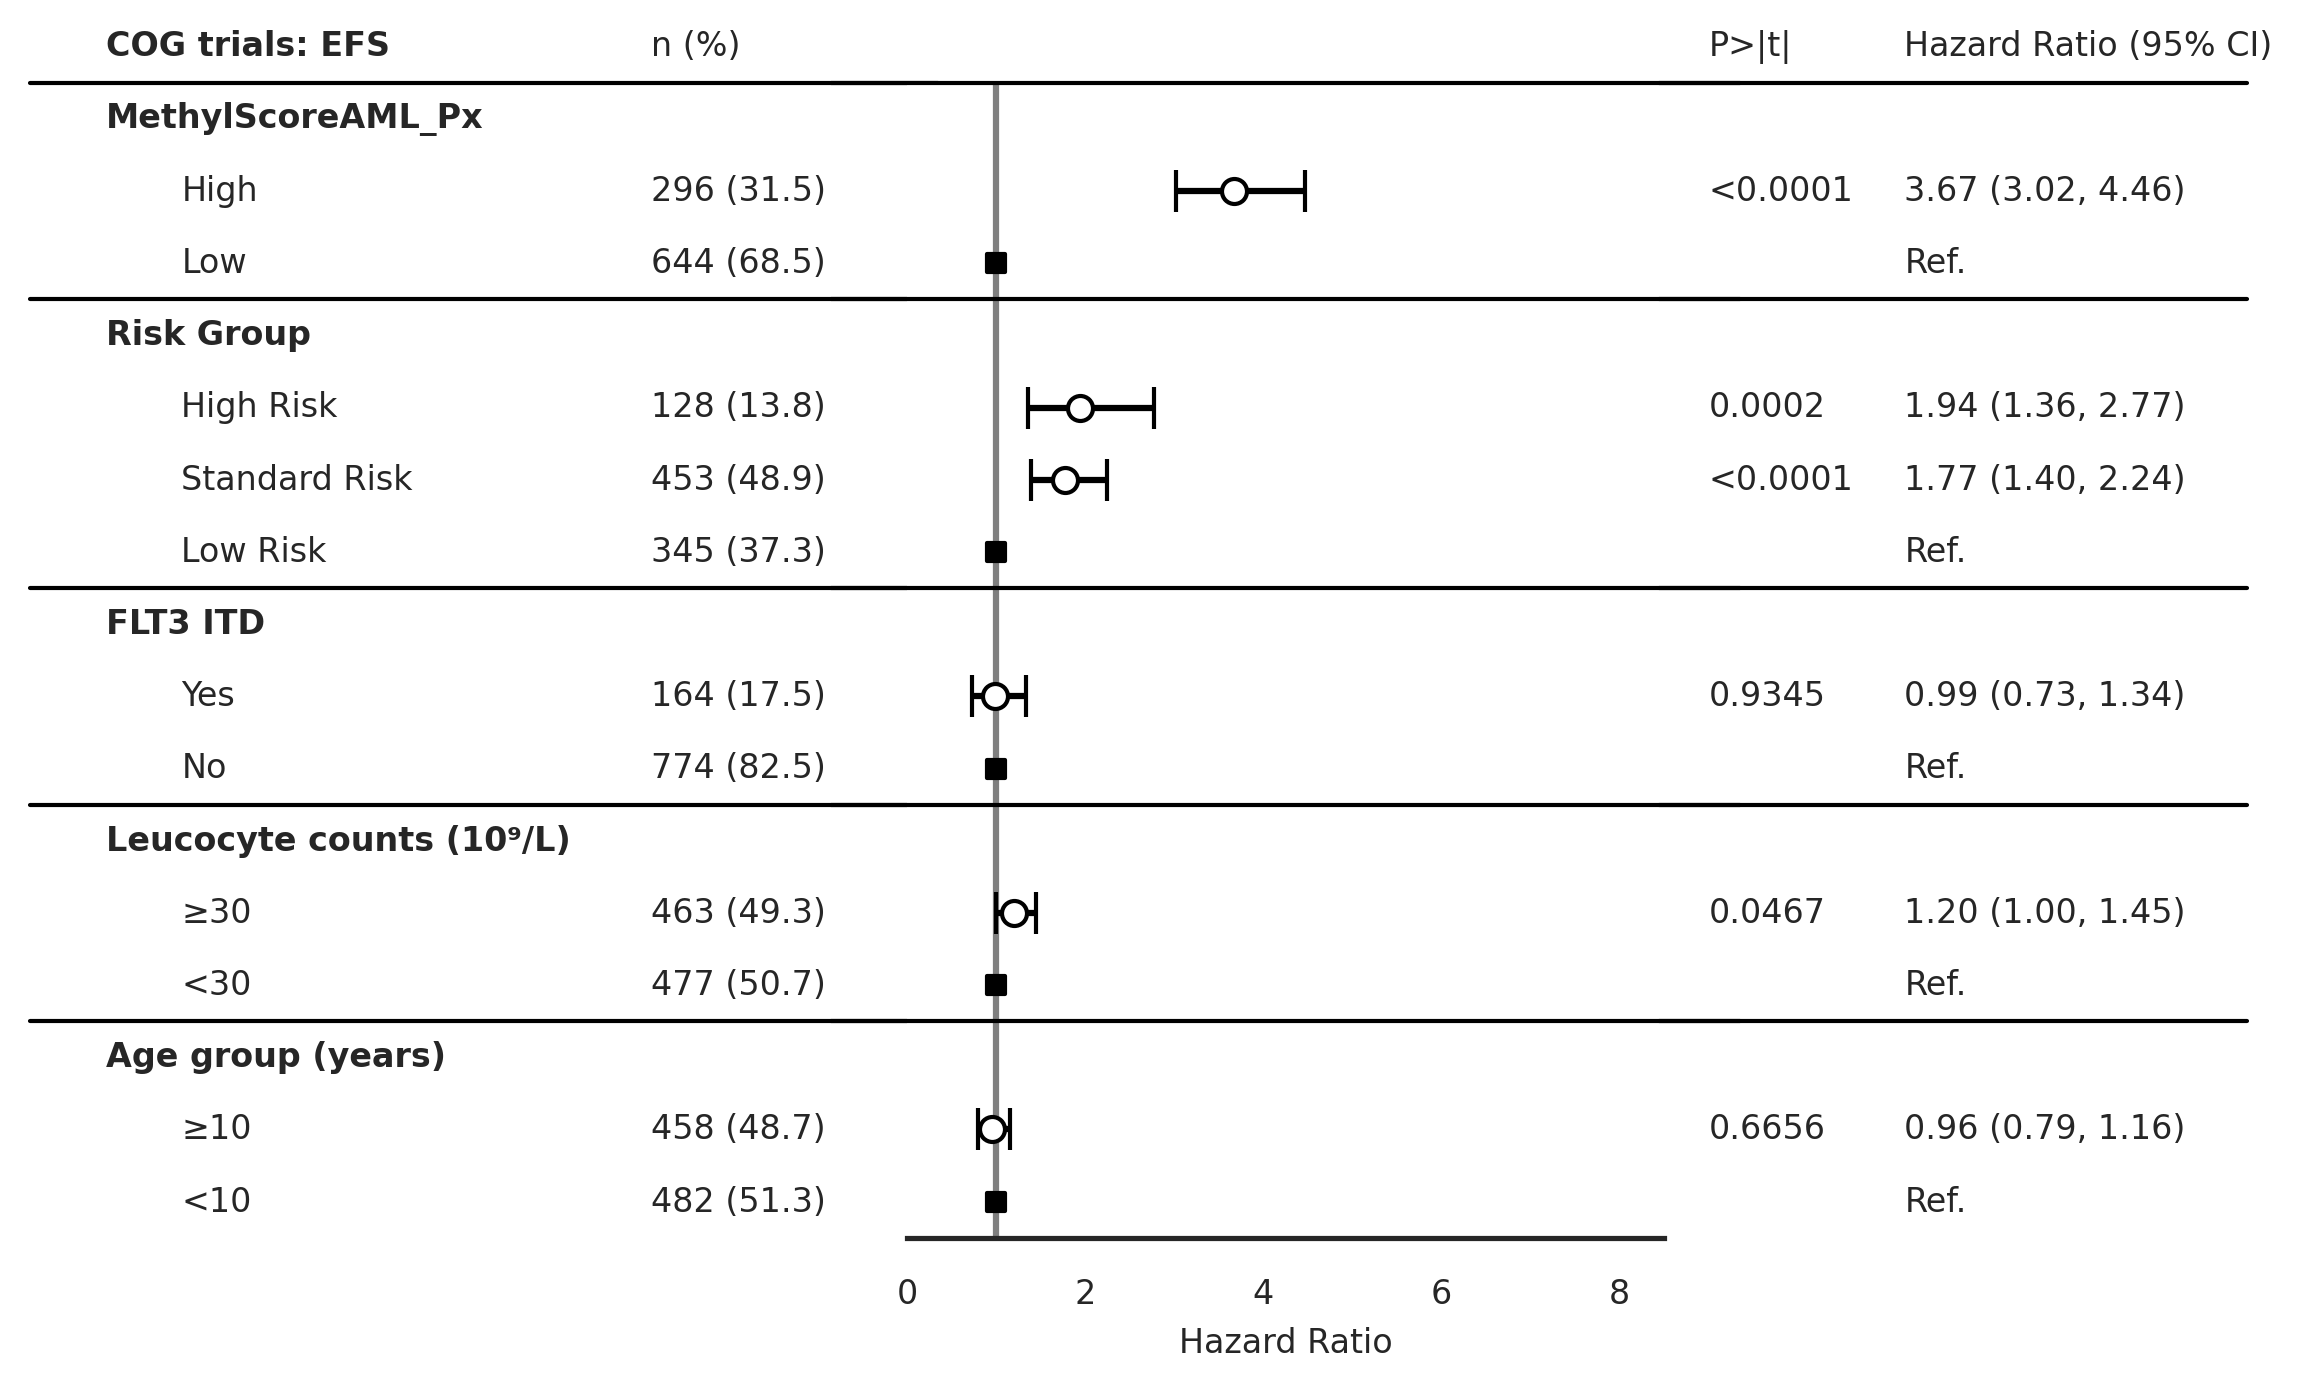 COG trials: EFS n (%) P>|t| Hazard Ratio (95% CI)
MethylScoreAML_Px
High 296 (31.5) <0.0001 3.67 (3.02, 4.46)
Low 644 (68.5) Ref.
Risk Group
High Risk 128 (13.8) 0.0002 1.94 (1.36, 2.77)
Standard Risk 453 (48.9) <0.0001 1.77 (1.40, 2.24)
Low Risk 345 (37.3) Ref.
FLT3 ITD
Yes 164 (17.5) 0.9345 0.99 (0.73, 1.34)
No 774 (82.5) Ref.
Leucocyte counts (10⁹/L)
≥30 463 (49.3) 0.0467 1.20 (1.00, 1.45)
<30 477 (50.7) Ref.
Age group (years)
≥10 458 (48.7) 0.6656 0.96 (0.79, 1.16)
<10 482 (51.3) Ref.
0 2 4 6 8
Hazard Ratio